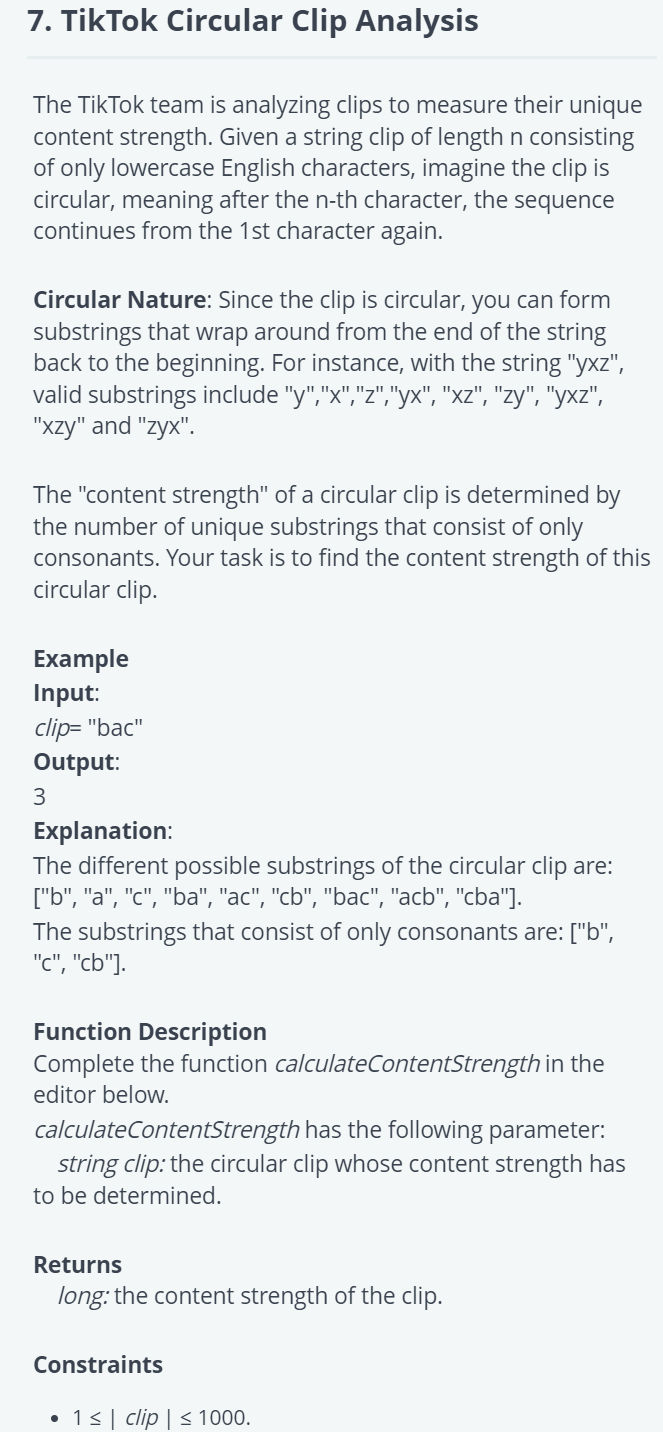 7. TikTok Circular Clip Analysis
The TikTok team is analyzing clips to measure their unique
content strength. Given a string clip of length n consisting
of only lowercase English characters, imagine the clip is
circular, meaning after the n-th character, the sequence
continues from the 1st character again.
Circular Nature: Since the clip is circular, you can form
substrings that wrap around from the end of the string
back to the beginning. For instance, with the string "yxz",
valid substrings include "y","x","z","yx", "xz", "zy", "yxz",
"xzy" and "zyx".
The "content strength" of a circular clip is determined by
the number of unique substrings that consist of only
consonants. Your task is to find the content strength of this
circular clip.
Example
Input:
clip= "bac"
Output:
3
Explanation:
The different possible substrings of the circular clip are:
["b", "a", "c", "ba", "ac", "cb", "bac", "acb", "cba"].
The substrings that consist of only consonants are: ["b",
"c", "cb"].
Function Description
Complete the function calculateContentStrength in the
editor below.
calculateContentStrength has the following parameter:
string clip: the circular clip whose content strength has
to be determined.
Returns
long: the content strength of the clip.
Constraints
• 1 ≤ | clip | ≤ 1000.